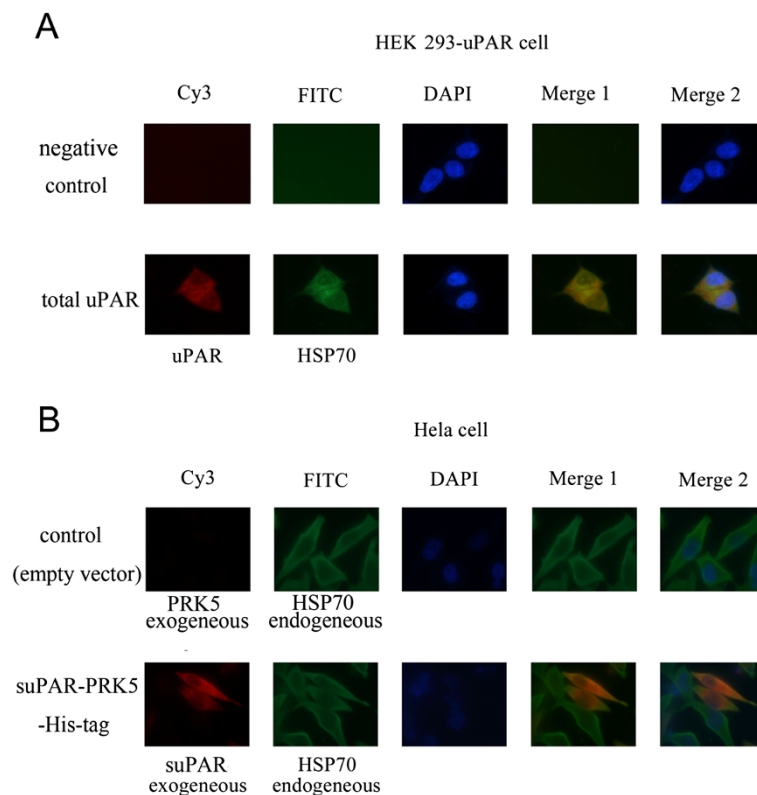 A
HEK 293-uPAR cell
Cy3 FITC DAPI Merge 1 Merge 2
negative
control
total uPAR
uPAR HSP70
B
Hela cell
Cy3 FITC DAPI Merge 1 Merge 2
control
(empty vector)
PRK5 HSP70
exogeneous endogeneous
suPAR-PRK5
-His-tag
suPAR HSP70
exogeneous endogeneous